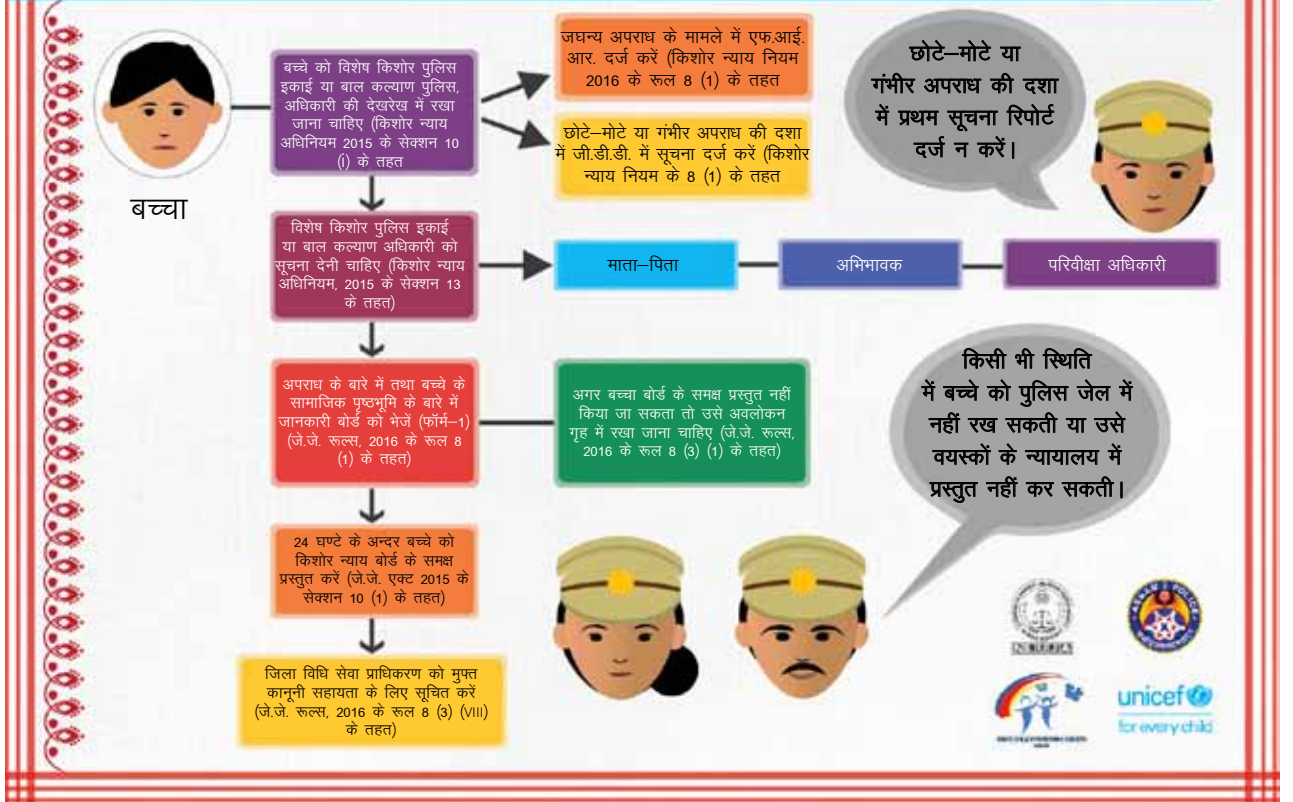 बच्चे को विशेष किशोर पुलिस
इकाई या बाल कल्याण पुलिस,
अधिकारी की देखरेख में रखा
जाना चाहिए (किशोर न्याय
अधिनियम 2015 के सेक्शन 10
(i) के तहत
जघन्य अपराध के मामले में एफ.आई.
आर. दर्ज करें (किशोर न्याय नियम
2016 के रूल 8 (1) के तहत
छोटे–मोटे या गंभीर अपराध की दशा
में जी.डी.डी. में सूचना दर्ज करें (किशोर
न्याय नियम के 8 (1) के तहत
छोटे–मोटे या
गंभीर अपराध की दशा
में प्रथम सूचना रिपोर्ट
दर्ज न करें।
बच्चा
विशेष किशोर पुलिस इकाई
या बाल कल्याण अधिकारी को
सूचना देनी चाहिए (किशोर न्याय
अधिनियम, 2015 के सेक्शन 13
के तहत)
माता–पिता
अभिभावक
परिवीक्षा अधिकारी
अपराध के बारे में तथा बच्चे के
सामाजिक पृष्ठभूमि के बारे में
जानकारी बोर्ड को भेजें (फॉर्म–1)
(जे.जे. रूल्स, 2016 के रूल 8
(1) के तहत)
अगर बच्चा बोर्ड के समक्ष प्रस्तुत नहीं
किया जा सकता तो उसे अवलोकन
गृह में रखा जाना चाहिए (जे.जे. रूल्स,
2016 के रूल 8 (3) (1) के तहत)
किसी भी स्थिति
में बच्चे को पुलिस जेल में
नहीं रख सकती या उसे
वयस्कों के न्यायालय में
प्रस्तुत नहीं कर सकती।
24 घण्टे के अन्दर बच्चे को
किशोर न्याय बोर्ड के समक्ष
प्रस्तुत करें (जे.जे. एक्ट 2015 के
सेक्शन 10 (1) के तहत)
जिला विधि सेवा प्राधिकरण को मुफ्त
कानूनी सहायता के लिए सूचित करें
(जे.जे. रूल्स, 2016 के रूल 8 (3) (VIII)
के तहत)
ASSAM POLICE
unicef
for every child